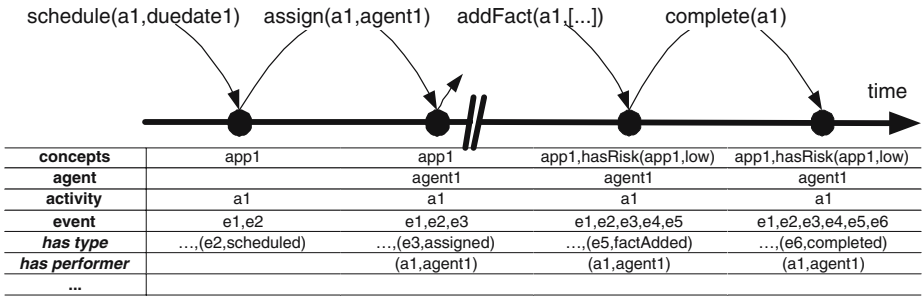 schedule(a1,duedate1) assign(a1,agent1) addFact(a1,[...]) complete(a1)
time
concepts app1 app1 app1,hasRisk(app1,low) app1,hasRisk(app1,low)
agent agent1 agent1 agent1
activity a1 a1 a1 a1
event e1,e2 e1,e2,e3 e1,e2,e3,e4,e5 e1,e2,e3,e4,e5,e6
has type …,(e2,scheduled) …,(e3,assigned) …,(e5,factAdded) …,(e6,completed)
has performer (a1,agent1) (a1,agent1) (a1,agent1)
...